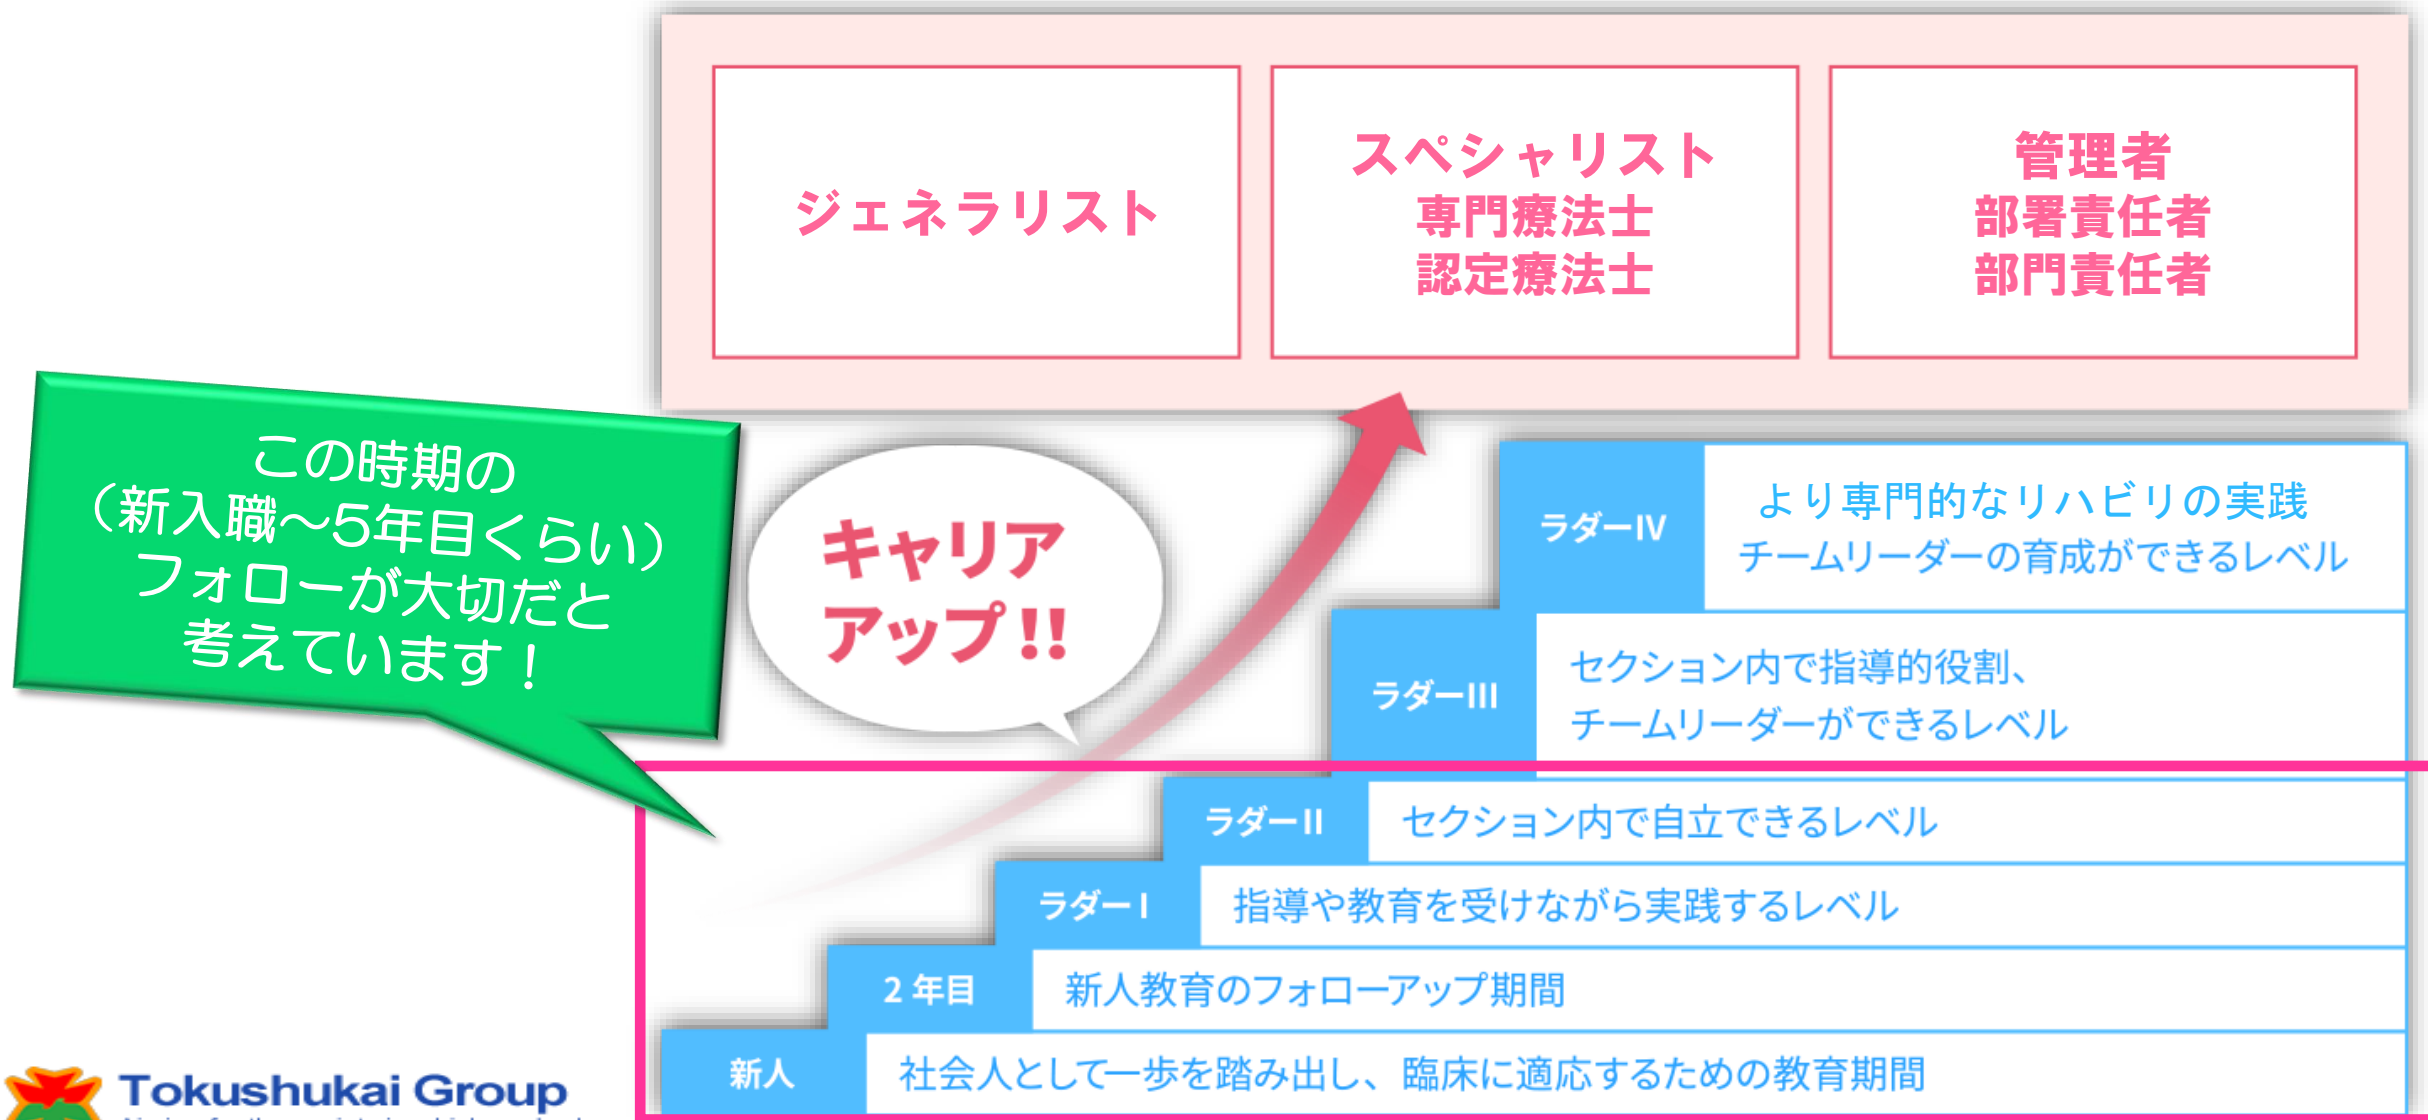 ジェネラリスト
スペシャリスト
専門療法士
認定療法士
管理者
部署責任者
部門責任者
この時期の
（新入職～5年目くらい）
フォローが大切だと
考えています！
キャリア
アップ!!
ラダーIV
より専門的なリハビリの実践
チームリーダーの育成ができるレベル
ラダーIII
セクション内で指導的役割、
チームリーダーができるレベル
ラダーII
セクション内で自立できるレベル
ラダーI
指導や教育を受けながら実践するレベル
2年目
新人教育のフォローアップ期間
新人
社会人として一歩を踏み出し、臨床に適応するための教育期間
Tokushukai Group